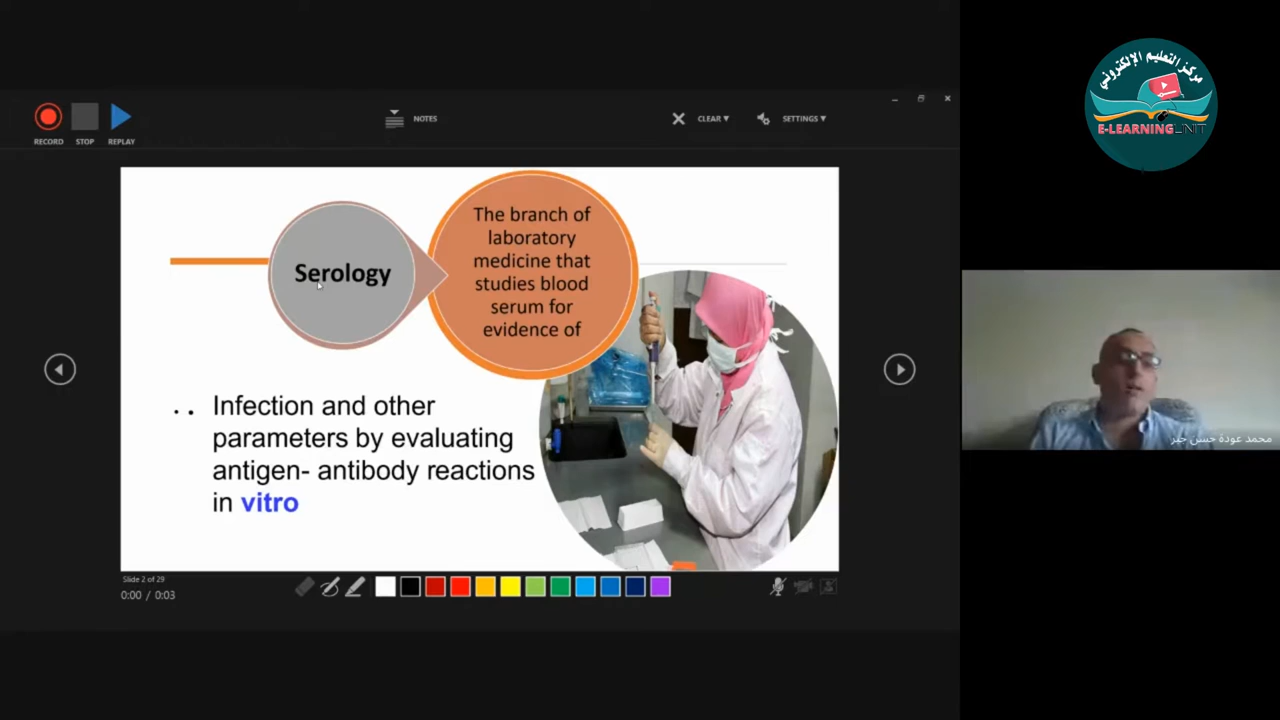 RECORD
STOP
REPLAY
NOTES
CLEAR
SETTINGS
Serology
The branch of
laboratory
medicine that
studies blood
serum for
evidence of
. . Infection and other
parameters by evaluating
antigen- antibody reactions
in vitro
Slide 2 of 29
0:00 / 0:03
مركز التعليم الإلكتروني
E-LEARNING UNIT
محمد عودة حسن جبر